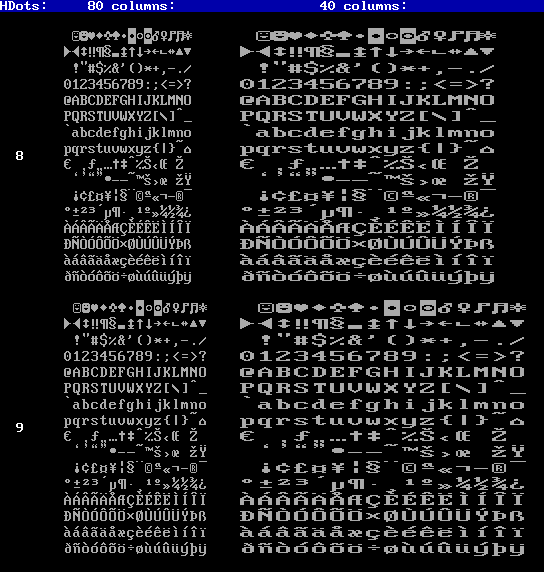 HDots: 80 columns: 40 columns:
☺☻♥♦♣♠•◘○◙♂♀♪♫☼ ☺☻♥♦♣♠•◘○◙♂♀♪♫☼
►◄↕‼¶§▬↨↑↓→←∟↔▲▼ ►◄↕‼¶§▬↨↑↓→←∟↔▲▼
!"#$%&'()*+,-./ !"#$%&'()*+,-./
0123456789:;<=>? 0123456789:;<=>?
@ABCDEFGHIJKLMNO @ABCDEFGHIJKLMNO
PQRSTUVWXYZ[\]^_ PQRSTUVWXYZ[\]^_
`abcdefghijklmno `abcdefghijklmno
8 pqrstuvwxyz{|}~⌂ pqrstuvwxyz{|}~⌂
€ ‚ƒ„…†‡ˆ‰Š‹Œ Ž € ‚ƒ„…†‡ˆ‰Š‹Œ Ž
‘’“”•–—˜™š›œ žŸ ‘’“”•–—˜™š›œ žŸ
¡¢£¤¥¦§¨©ª«¬-®¯ ¡¢£¤¥¦§¨©ª«¬-®¯
°±²³´µ¶·¸¹º»¼½¾¿ °±²³´µ¶·¸¹º»¼½¾¿
ÀÁÂÃÄÅÆÇÈÉÊËÌÍÎÏ ÀÁÂÃÄÅÆÇÈÉÊËÌÍÎÏ
ÐÑÒÓÔÕÖ×ØÙÚÛÜÝÞß ÐÑÒÓÔÕÖ×ØÙÚÛÜÝÞß
àáâãäåæçèéêëìíîï àáâãäåæçèéêëìíîï
ðñòóôõö÷øùúûüýþÿ ðñòóôõö÷øùúûüýþÿ
☺☻♥♦♣♠•◘○◙♂♀♪♫☼ ☺☻♥♦♣♠•◘○◙♂♀♪♫☼
►◄↕‼¶§▬↨↑↓→←∟↔▲▼ ►◄↕‼¶§▬↨↑↓→←∟↔▲▼
!"#$%&'()*+,-./ !"#$%&'()*+,-./
0123456789:;<=>? 0123456789:;<=>?
@ABCDEFGHIJKLMNO @ABCDEFGHIJKLMNO
PQRSTUVWXYZ[\]^_ PQRSTUVWXYZ[\]^_
`abcdefghijklmno `abcdefghijklmno
9 pqrstuvwxyz{|}~⌂ pqrstuvwxyz{|}~⌂
€ ‚ƒ„…†‡ˆ‰Š‹Œ Ž € ‚ƒ„…†‡ˆ‰Š‹Œ Ž
‘’“”•–—˜™š›œ žŸ ‘’“”•–—˜™š›œ žŸ
¡¢£¤¥¦§¨©ª«¬-®¯ ¡¢£¤¥¦§¨©ª«¬-®¯
°±²³´µ¶·¸¹º»¼½¾¿ °±²³´µ¶·¸¹º»¼½¾¿
ÀÁÂÃÄÅÆÇÈÉÊËÌÍÎÏ ÀÁÂÃÄÅÆÇÈÉÊËÌÍÎÏ
ÐÑÒÓÔÕÖ×ØÙÚÛÜÝÞß ÐÑÒÓÔÕÖ×ØÙÚÛÜÝÞß
àáâãäåæçèéêëìíîï àáâãäåæçèéêëìíîï
ðñòóôõö÷øùúûüýþÿ ðñòóôõö÷øùúûüýþÿ